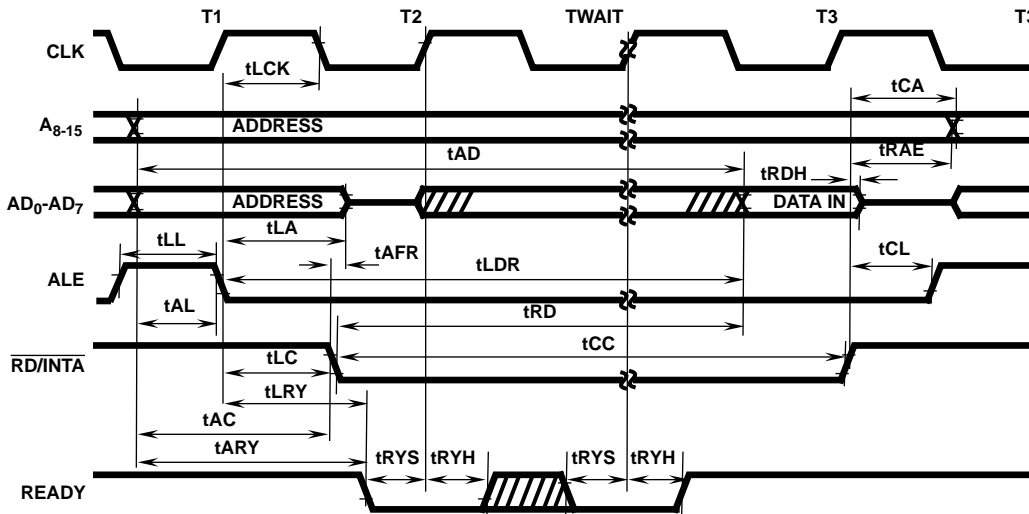 T1 T2 TWAIT T3 T3
CLK
tLCK
tCA
A8-15 ADDRESS
tAD
tRAE
tRDH
AD0-AD7 ADDRESS DATA IN
tLA
tLL tAFR tLDR tCL
ALE
tAL tRD
tCC
RD/INTA tLC
tLRY
tAC
tARY
tRYS tRYH tRYS tRYH
READY